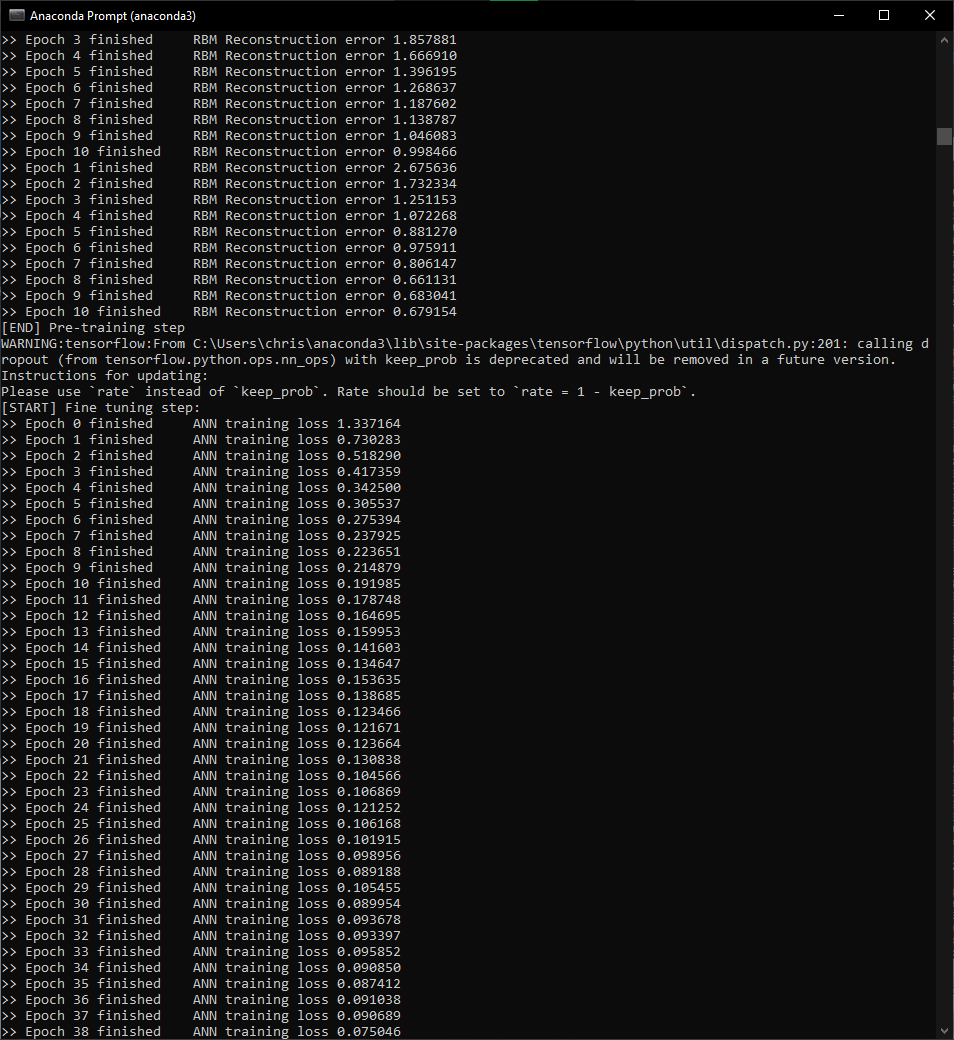 Anaconda Prompt (anaconda3)
>> Epoch 3 finished     RBM Reconstruction error 1.857881
>> Epoch 4 finished     RBM Reconstruction error 1.666910
>> Epoch 5 finished     RBM Reconstruction error 1.396195
>> Epoch 6 finished     RBM Reconstruction error 1.268637
>> Epoch 7 finished     RBM Reconstruction error 1.187602
>> Epoch 8 finished     RBM Reconstruction error 1.138787
>> Epoch 9 finished     RBM Reconstruction error 1.046083
>> Epoch 10 finished    RBM Reconstruction error 0.998466
>> Epoch 1 finished     RBM Reconstruction error 2.675636
>> Epoch 2 finished     RBM Reconstruction error 1.732334
>> Epoch 3 finished     RBM Reconstruction error 1.251153
>> Epoch 4 finished     RBM Reconstruction error 1.072268
>> Epoch 5 finished     RBM Reconstruction error 0.881270
>> Epoch 6 finished     RBM Reconstruction error 0.975911
>> Epoch 7 finished     RBM Reconstruction error 0.806147
>> Epoch 8 finished     RBM Reconstruction error 0.661131
>> Epoch 9 finished     RBM Reconstruction error 0.683041
>> Epoch 10 finished    RBM Reconstruction error 0.679154
[END] Pre-training step
WARNING:tensorflow:From C:\Users\chris\anaconda3\lib\site-packages\tensorflow\python\util\dispatch.py:201: calling d
ropout (from tensorflow.python.ops.nn_ops) with keep_prob is deprecated and will be removed in a future version.
Instructions for updating:
Please use `rate` instead of `keep_prob`. Rate should be set to `rate = 1 - keep_prob`.
[START] Fine tuning step:
>> Epoch 0 finished     ANN training loss 1.337164
>> Epoch 1 finished     ANN training loss 0.730283
>> Epoch 2 finished     ANN training loss 0.518290
>> Epoch 3 finished     ANN training loss 0.417359
>> Epoch 4 finished     ANN training loss 0.342500
>> Epoch 5 finished     ANN training loss 0.305537
>> Epoch 6 finished     ANN training loss 0.275394
>> Epoch 7 finished     ANN training loss 0.237925
>> Epoch 8 finished     ANN training loss 0.223651
>> Epoch 9 finished     ANN training loss 0.214879
>> Epoch 10 finished    ANN training loss 0.191985
>> Epoch 11 finished    ANN training loss 0.178748
>> Epoch 12 finished    ANN training loss 0.164695
>> Epoch 13 finished    ANN training loss 0.159953
>> Epoch 14 finished    ANN training loss 0.141603
>> Epoch 15 finished    ANN training loss 0.134647
>> Epoch 16 finished    ANN training loss 0.153635
>> Epoch 17 finished    ANN training loss 0.138685
>> Epoch 18 finished    ANN training loss 0.123466
>> Epoch 19 finished    ANN training loss 0.121671
>> Epoch 20 finished    ANN training loss 0.123664
>> Epoch 21 finished    ANN training loss 0.130838
>> Epoch 22 finished    ANN training loss 0.104566
>> Epoch 23 finished    ANN training loss 0.106869
>> Epoch 24 finished    ANN training loss 0.121252
>> Epoch 25 finished    ANN training loss 0.106168
>> Epoch 26 finished    ANN training loss 0.101915
>> Epoch 27 finished    ANN training loss 0.098956
>> Epoch 28 finished    ANN training loss 0.089188
>> Epoch 29 finished    ANN training loss 0.105455
>> Epoch 30 finished    ANN training loss 0.089954
>> Epoch 31 finished    ANN training loss 0.093678
>> Epoch 32 finished    ANN training loss 0.093397
>> Epoch 33 finished    ANN training loss 0.095852
>> Epoch 34 finished    ANN training loss 0.090850
>> Epoch 35 finished    ANN training loss 0.087412
>> Epoch 36 finished    ANN training loss 0.091038
>> Epoch 37 finished    ANN training loss 0.090689
>> Epoch 38 finished    ANN training loss 0.075046